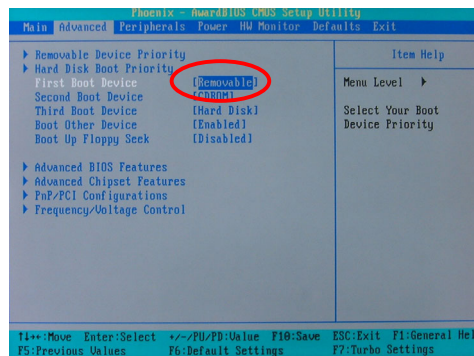 Phoenix - AwardBIOS CMOS Setup Utility
Main Advanced Peripherals Power HW Monitor Defaults Exit
Removable Device Priority
Hard Disk Boot Priority
First Boot Device [Removable]
Second Boot Device [CDROM]
Third Boot Device [Hard Disk]
Boot Other Device [Enabled]
Boot Up Floppy Seek [Disabled]
Advanced BIOS Features
Advanced Chipset Features
PnP/PCI Configurations
Frequency/Voltage Control
Item Help
Menu Level
Select Your Boot
Device Priority
↑↓→←:Move Enter:Select +/-/PU/PD:Value F10:Save ESC:Exit F1:General Hel
F5:Previous Values F6:Default Settings F7:Turbo Settings